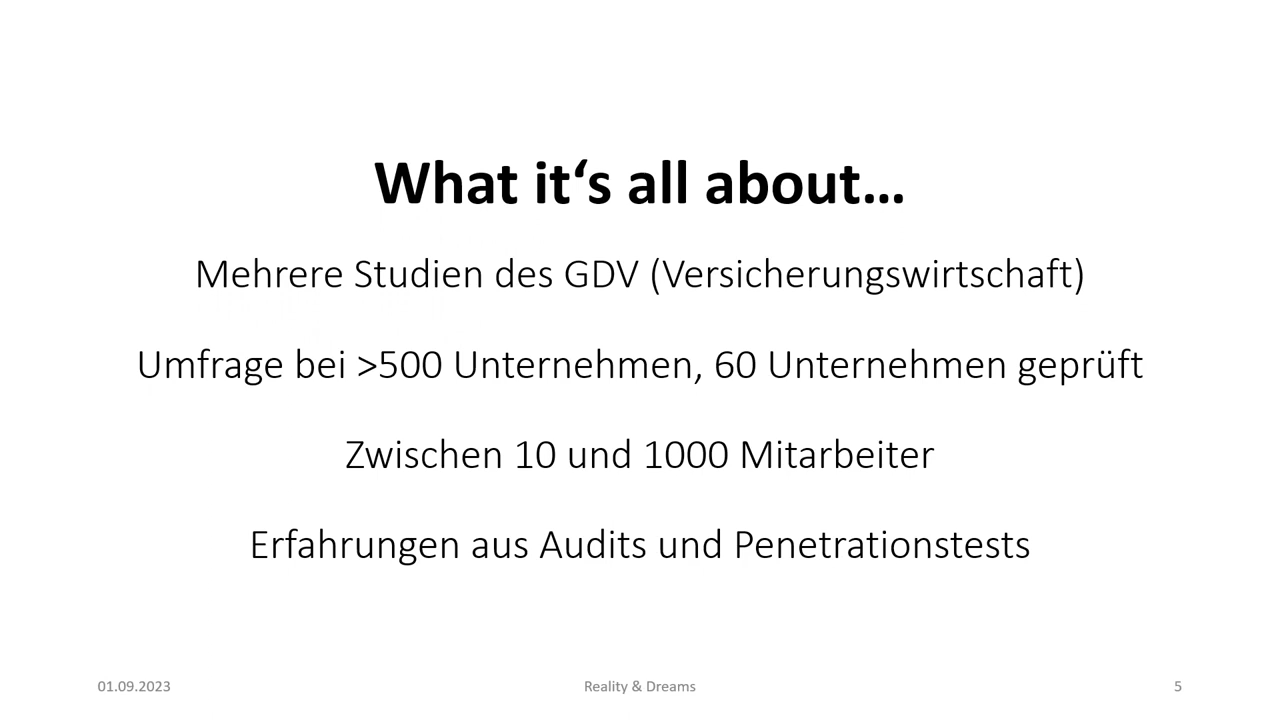 What it‘s all about…
Mehrere Studien des GDV (Versicherungswirtschaft)
Umfrage bei >500 Unternehmen, 60 Unternehmen geprüft
Zwischen 10 und 1000 Mitarbeiter
Erfahrungen aus Audits und Penetrationstests
01.09.2023
Reality & Dreams
5